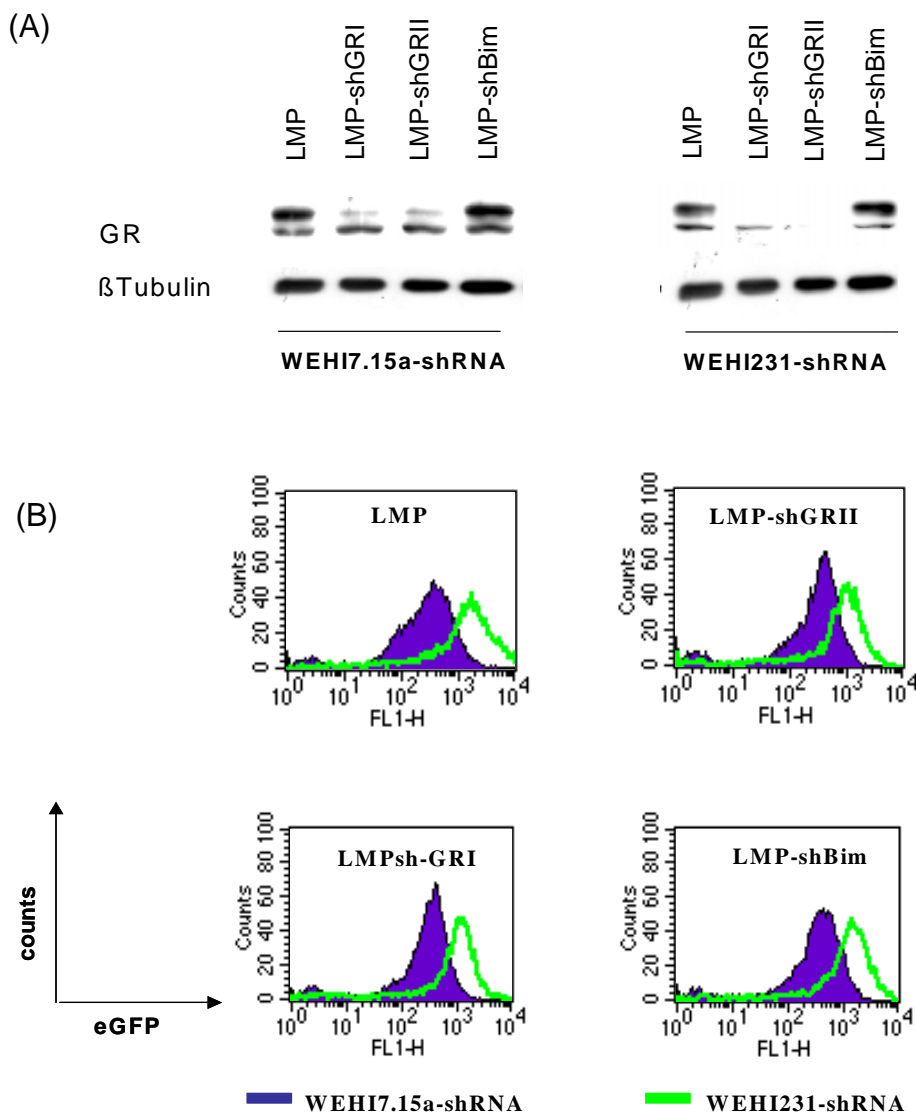 (A)
LMP
LMP-shGRI
LMP-shGRII
LMP-shBim
LMP
LMP-shGRI
LMP-shGRII
LMP-shBim
GR
ßTubulin
WEHI7.15a-shRNA
WEHI231-shRNA
(B)
LMP
Counts
0 20 40 60 80 100
10^0 10^1 10^2 10^3 10^4
FL1-H
LMP-shGRII
Counts
0 20 40 60 80 100
10^0 10^1 10^2 10^3 10^4
FL1-H
LMPsh-GRI
Counts
0 20 40 60 80 100
10^0 10^1 10^2 10^3 10^4
FL1-H
LMP-shBim
Counts
0 20 40 60 80 100
10^0 10^1 10^2 10^3 10^4
FL1-H
counts
eGFP
WEHI7.15a-shRNA
WEHI231-shRNA